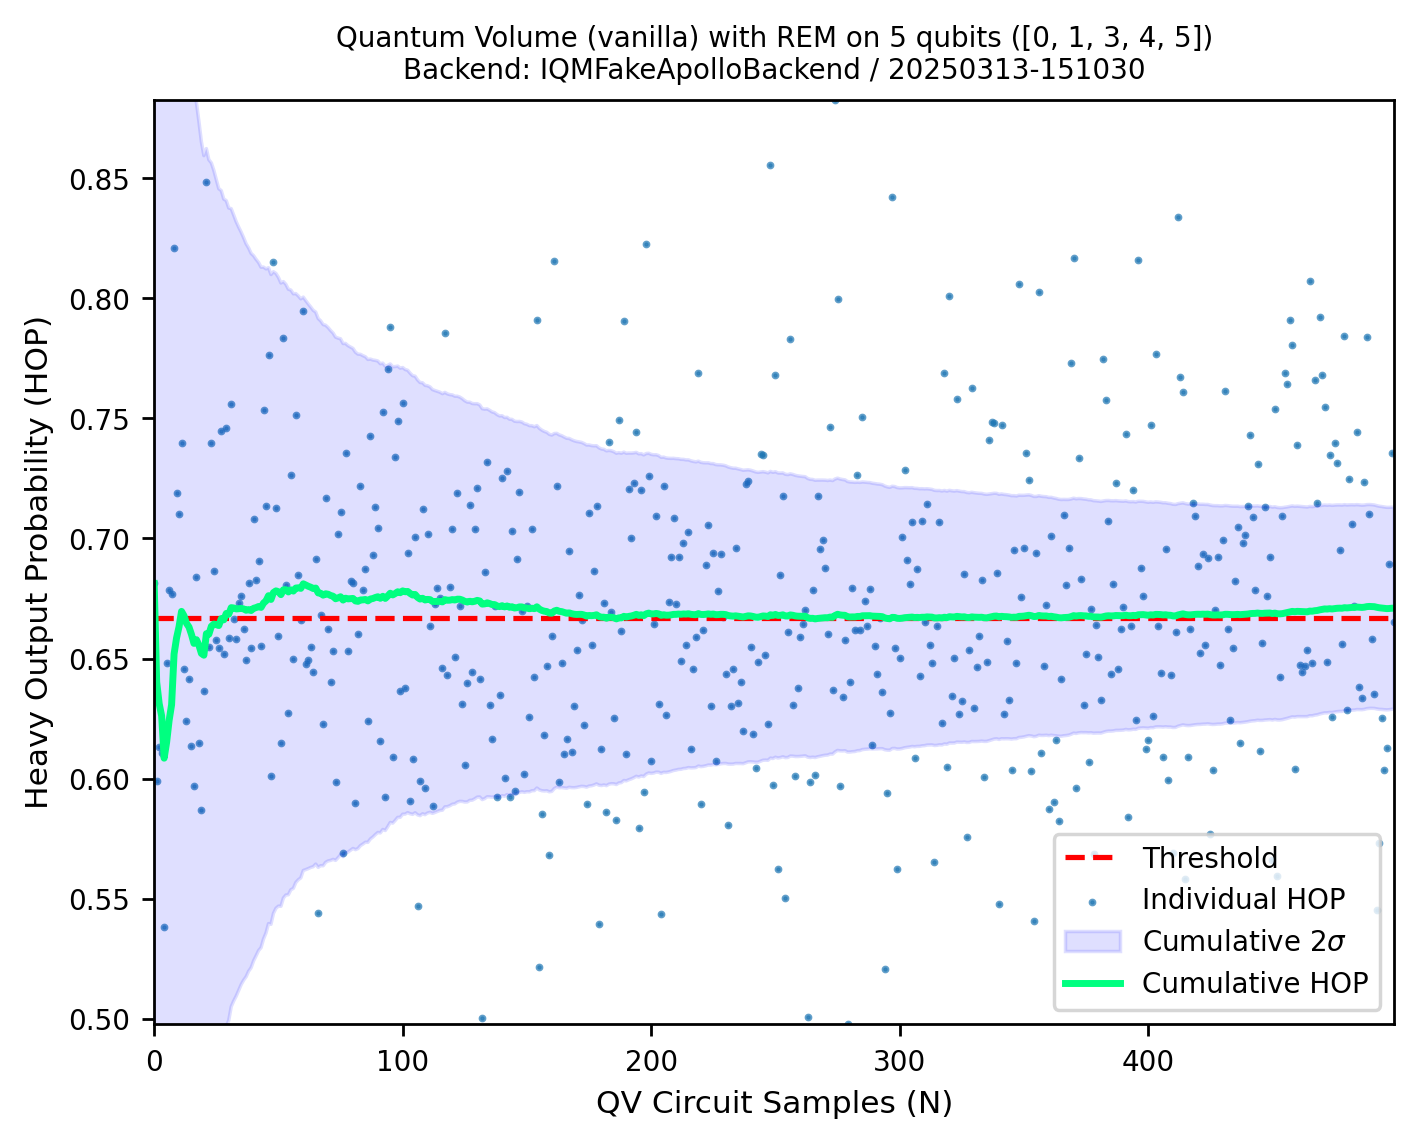 Quantum Volume (vanilla) with REM on 5 qubits ([0, 1, 3, 4, 5])
Backend: IQMFakeApolloBackend / 20250313-151030
Heavy Output Probability (HOP)
0.85
0.80
0.75
0.70
0.65
0.60
0.55
0.50
Threshold
Individual HOP
Cumulative 2σ
Cumulative HOP
0
100
200
300
400
QV Circuit Samples (N)